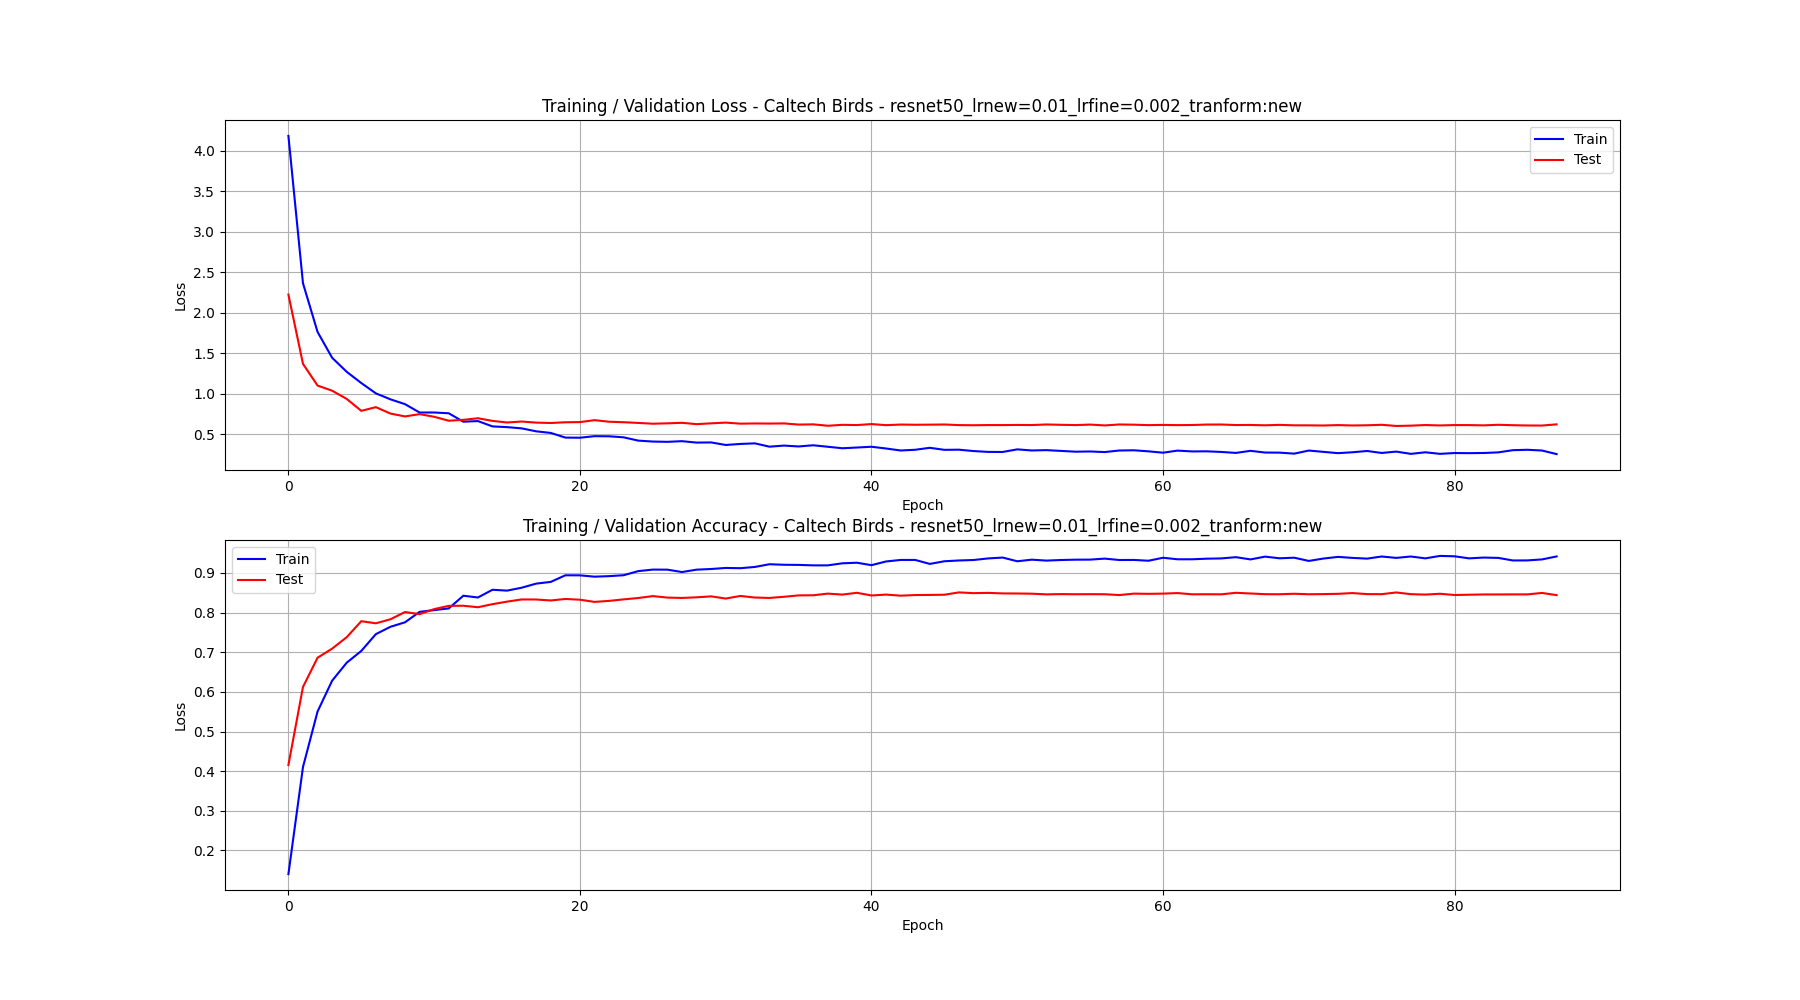 Training / Validation Loss - Caltech Birds - resnet50_lrnew=0.01_lrfine=0.002_tranform:new
Train
Test
4.0
3.5
3.0
2.5
2.0
1.5
1.0
0.5
Loss
0 20 40 60 80
Epoch
Training / Validation Accuracy - Caltech Birds - resnet50_lrnew=0.01_lrfine=0.002_tranform:new
Train
Test
0.9
0.8
0.7
0.6
0.5
0.4
0.3
0.2
Loss
0 20 40 60 80
Epoch